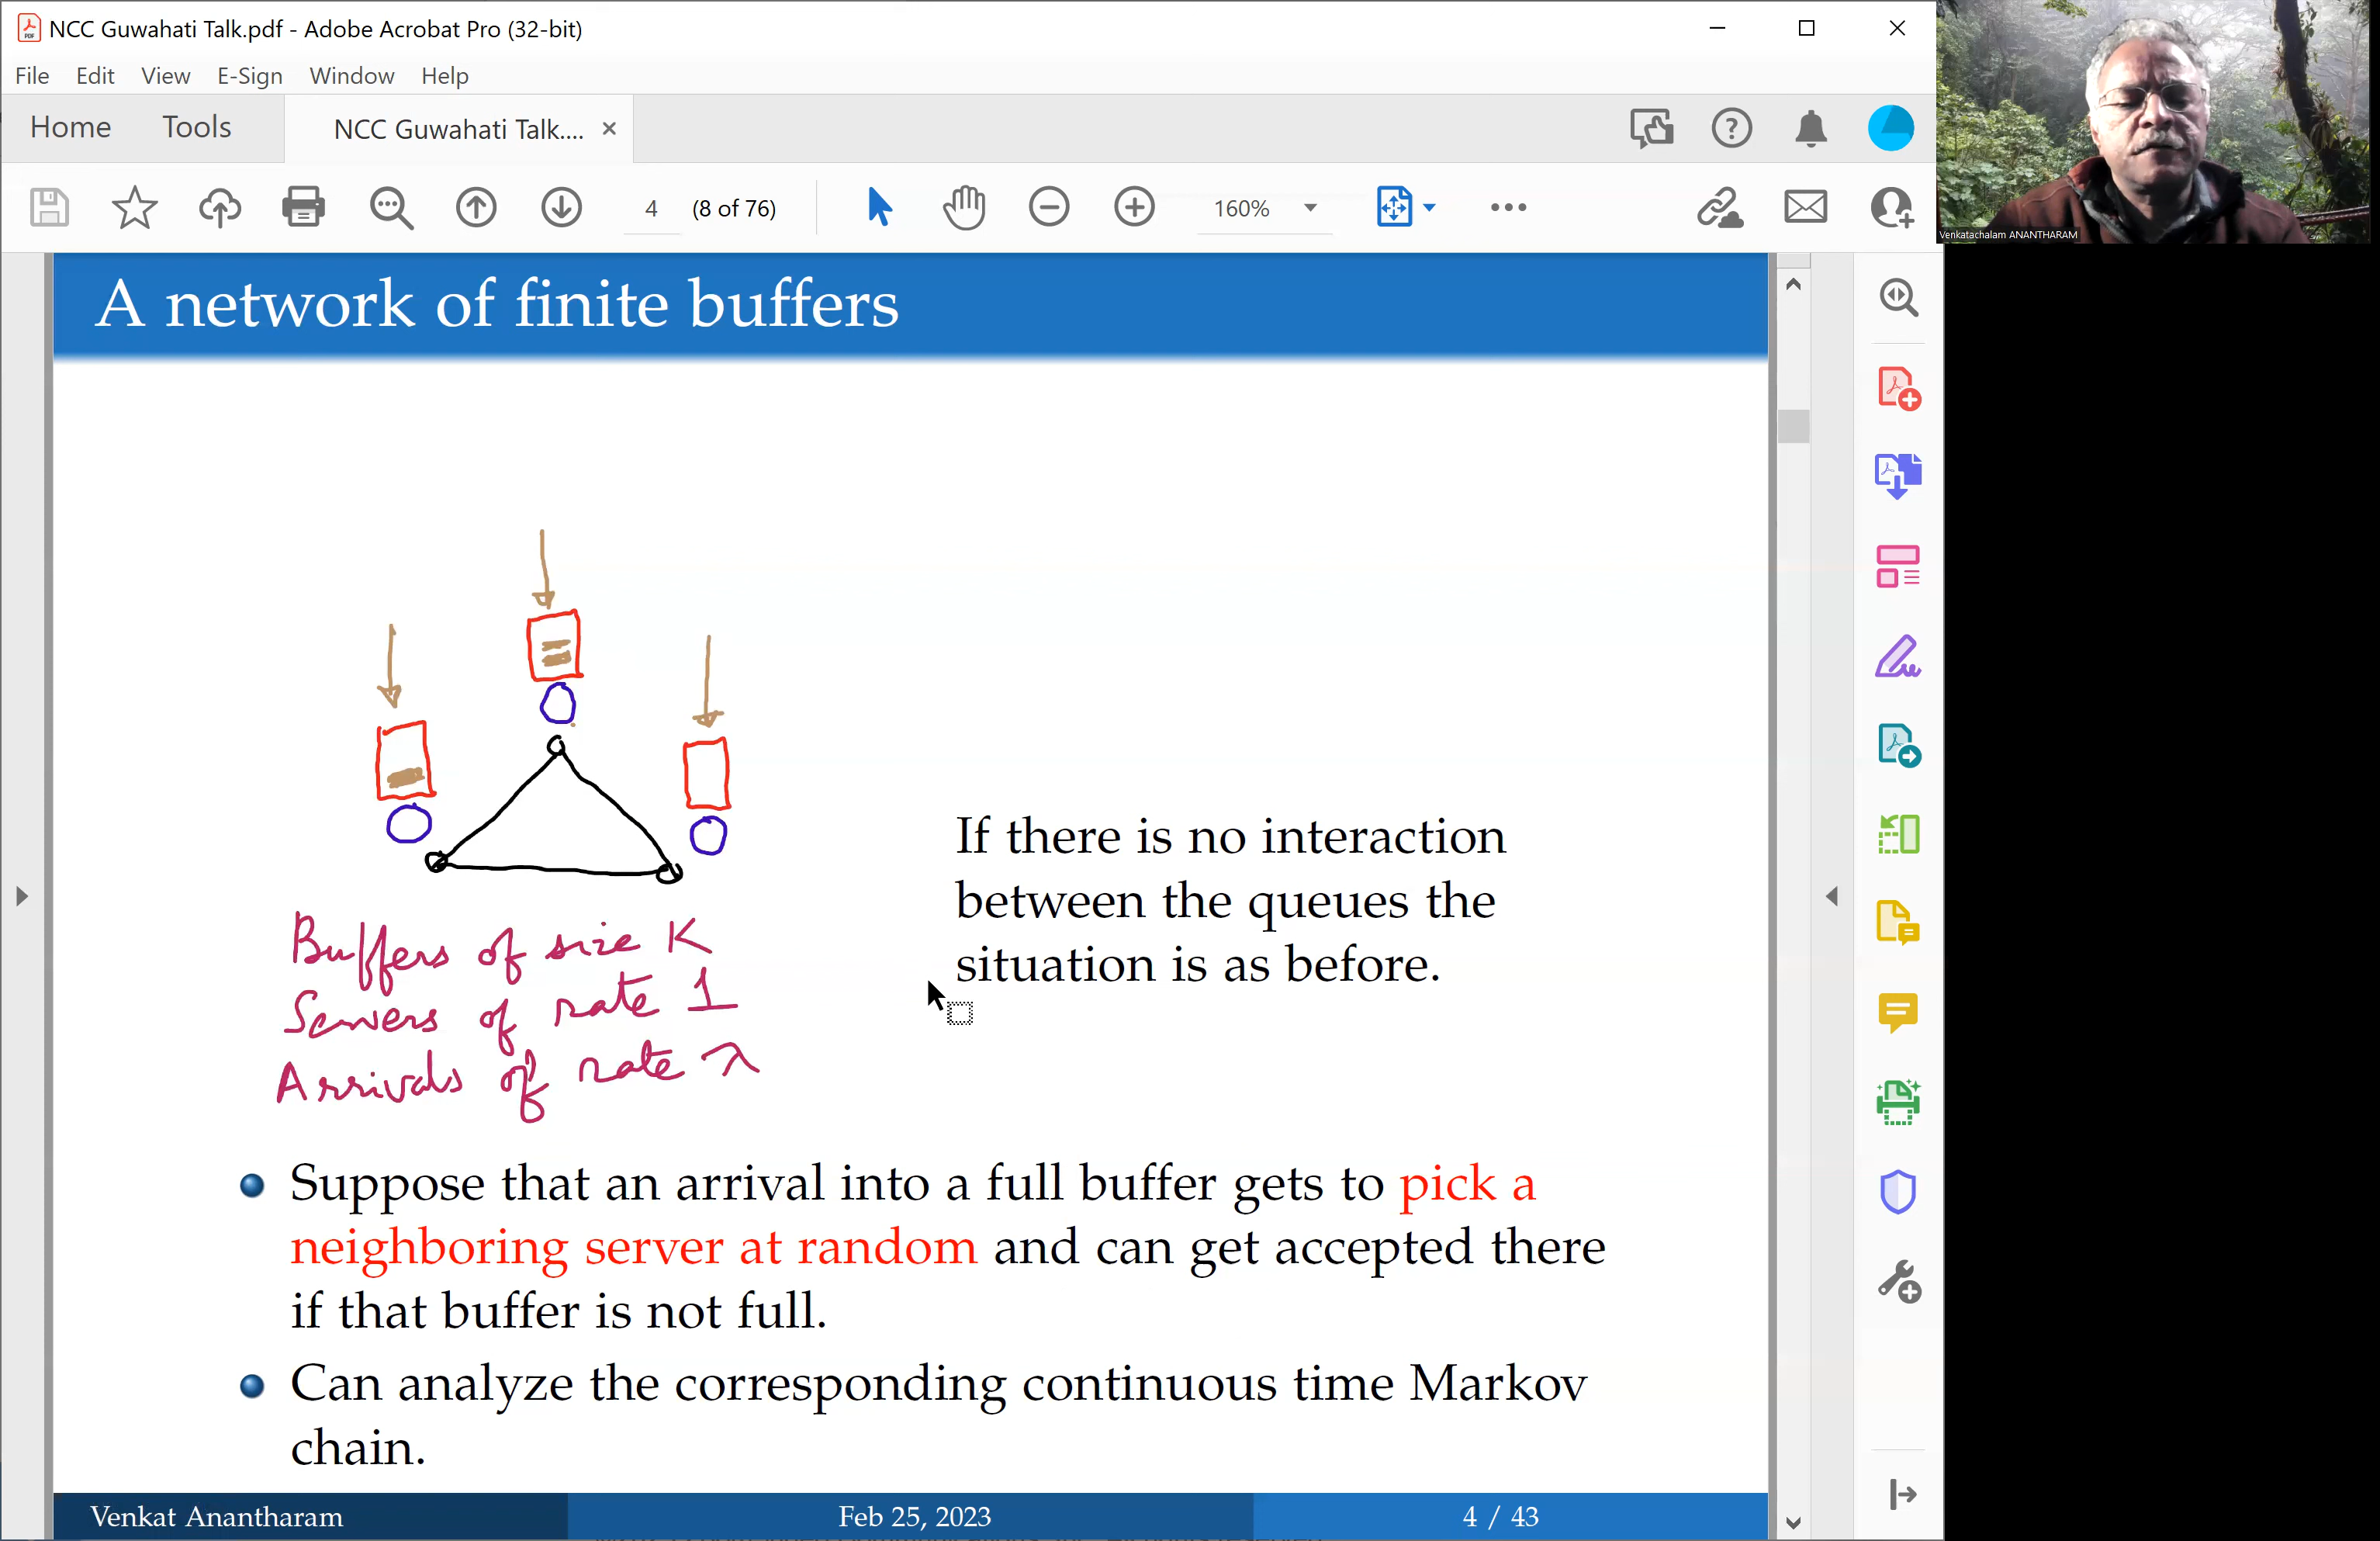 NCC Guwahati Talk.pdf - Adobe Acrobat Pro (32-bit)
File Edit View E-Sign Window Help
Home Tools NCC Guwahati Talk....
4 (8 of 76) 160%
Venkatachalam ANANTHARAM
A network of finite buffers
If there is no interaction
between the queues the
situation is as before.
Buffers of size K
Servers of rate 1
Arrivals of rate λ
Suppose that an arrival into a full buffer gets to pick a
neighboring server at random and can get accepted there
if that buffer is not full.
Can analyze the corresponding continuous time Markov
chain.
Venkat Anantharam Feb 25, 2023 4 / 43